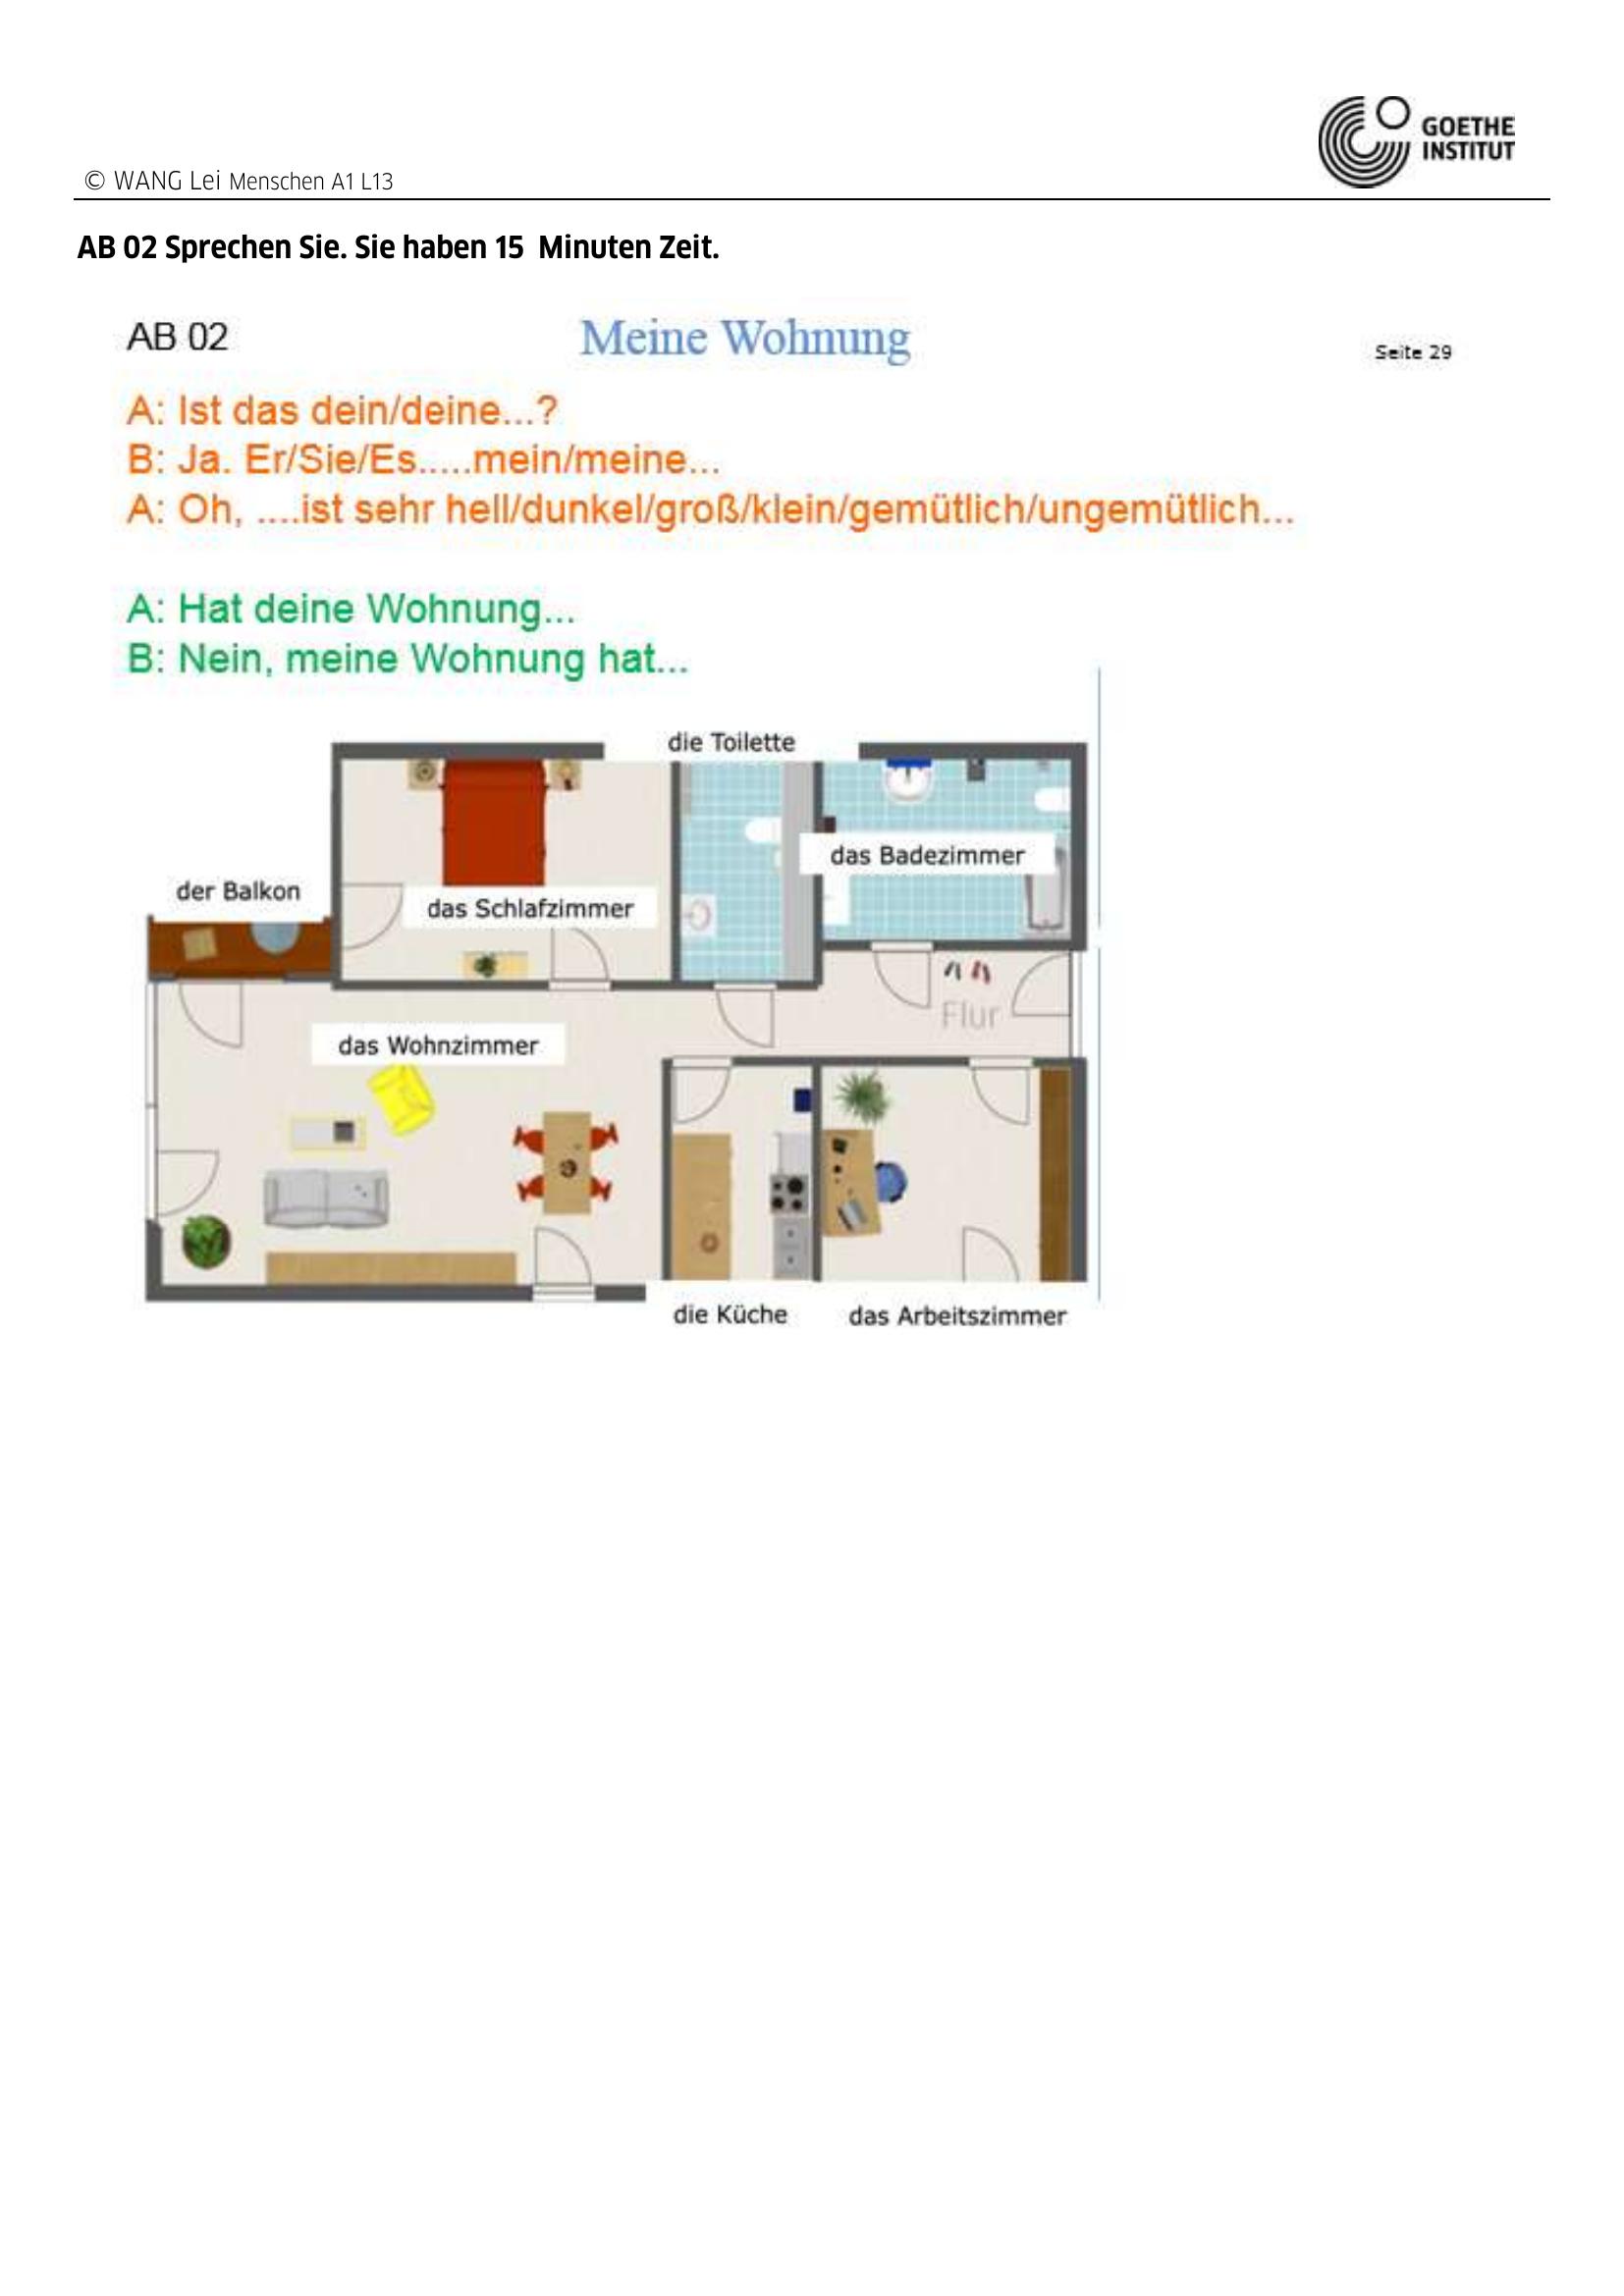 GOETHE
INSTITUT
© WANG Lei Menschen A1 L13
AB 02 Sprechen Sie. Sie haben 15  Minuten Zeit.
AB 02
Meine Wohnung
Seite 29
A: Ist das dein/deine...?
B: Ja. Er/Sie/Es.....mein/meine...
A: Oh, ....ist sehr hell/dunkel/groß/klein/gemütlich/ungemütlich...
A: Hat deine Wohnung...
B: Nein, meine Wohnung hat...
die Toilette
das Badezimmer
der Balkon
das Schlafzimmer
Flur
das Wohnzimmer
die Küche
das Arbeitszimmer